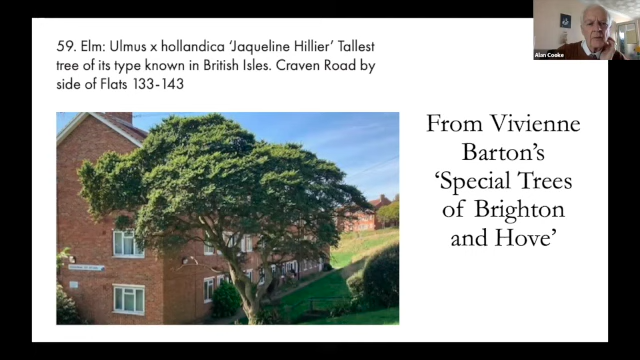 59. Elm: Ulmus x hollandica ‘Jaqueline Hillier’ Tallest
tree of its type known in British Isles. Craven Road by
side of Flats 133-143
From Vivienne
Barton’s
‘Special Trees
of Brighton
and Hove’
Alan Cooke